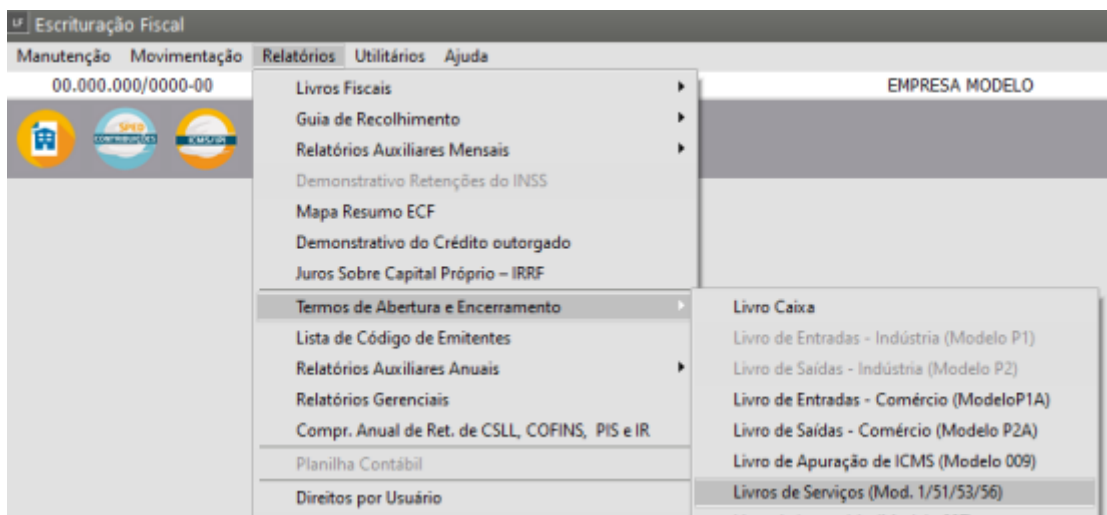 LF Escrituração Fiscal
Manutenção Movimentação Relatórios Utilitários Ajuda
00.000.000/0000-00
EMPRESA MODELO
SPED
CONTRIBUIÇÕES
ICMS/IPI
Livros Fiscais
Guia de Recolhimento
Relatórios Auxiliares Mensais
Demonstrativo Retenções do INSS
Mapa Resumo ECF
Demonstrativo do Crédito outorgado
Juros Sobre Capital Próprio – IRRF
Termos de Abertura e Encerramento
Lista de Código de Emitentes
Relatórios Auxiliares Anuais
Relatórios Gerenciais
Compr. Anual de Ret. de CSLL, COFINS, PIS e IR
Planilha Contábil
Direitos por Usuário
Livro Caixa
Livro de Entradas - Indústria (Modelo P1)
Livro de Saídas - Indústria (Modelo P2)
Livro de Entradas - Comércio (ModeloP1A)
Livro de Saídas - Comércio (Modelo P2A)
Livro de Apuração de ICMS (Modelo 009)
Livros de Serviços (Mod. 1/51/53/56)